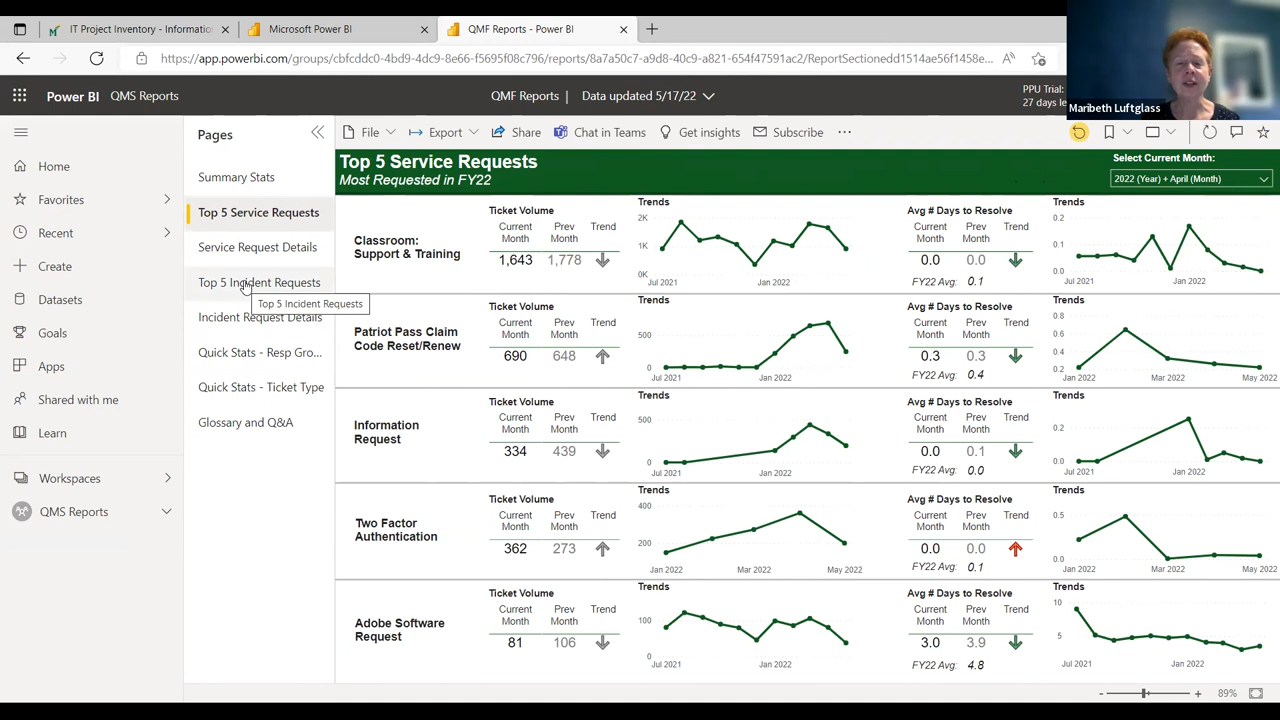 IT Project Inventory - Informatio
Microsoft Power BI
QMF Reports - Power BI
https://app.powerbi.com/groups/cbfcddc0-4bd9-4dc9-8e66-f5695f08c796/reports/8a7a50c7-a9d8-40c9-a821-654f47591ac2/ReportSectionedd1514ae56f1458e...
Maribeth Luftglass
Power BI
QMS Reports
QMF Reports |
Data updated 5/17/22
PPU Trial:
27 days le
Home
Favorites
Recent
Create
Datasets
Goals
Apps
Shared with me
Learn
Workspaces
QMS Reports
Pages
Summary Stats
Top 5 Service Requests
Service Request Details
Top 5 Incident Requests
Top 5 Incident Requests
Incident Request Details
Quick Stats - Resp Gro...
Quick Stats - Ticket Type
Glossary and Q&A
File
Export
Share
Chat in Teams
Get insights
Subscribe
...
Top 5 Service Requests
Most Requested in FY22
Select Current Month:
2022 (Year) + April (Month)
Classroom:
Support & Training
Ticket Volume
Current Month
Prev Month
Trend
1,643 1,778
Trends
2K
1K
0K
Jul 2021 Jan 2022
Avg # Days to Resolve
Current Month
Prev Month
Trend
0.0 0.0
FY22 Avg: 0.1
Trends
0.2
0.1
0.0
Jul 2021 Jan 2022
Patriot Pass Claim
Code Reset/Renew
Ticket Volume
Current Month
Prev Month
Trend
690 648
Trends
500
0
Jul 2021 Jan 2022
Avg # Days to Resolve
Current Month
Prev Month
Trend
0.3 0.3
FY22 Avg: 0.4
Trends
0.8
0.6
0.4
0.2
Jan 2022 Mar 2022 May 2022
Information
Request
Ticket Volume
Current Month
Prev Month
Trend
334 439
Trends
500
0
Jul 2021 Jan 2022
Avg # Days to Resolve
Current Month
Prev Month
Trend
0.0 0.1
FY22 Avg: 0.0
Trends
0.2
0.0
Jul 2021 Jan 2022
Two Factor
Authentication
Ticket Volume
Current Month
Prev Month
Trend
362 273
Trends
400
200
Jan 2022 Mar 2022 May 2022
Avg # Days to Resolve
Current Month
Prev Month
Trend
0.0 0.0
FY22 Avg: 0.1
Trends
0.5
0.0
Jan 2022 Mar 2022 May 2022
Adobe Software
Request
Ticket Volume
Current Month
Prev Month
Trend
81 106
Trends
100
0
Jul 2021 Jan 2022
Avg # Days to Resolve
Current Month
Prev Month
Trend
3.0 3.9
FY22 Avg: 4.8
Trends
10
5
Jul 2021 Jan 2022
- + 89%